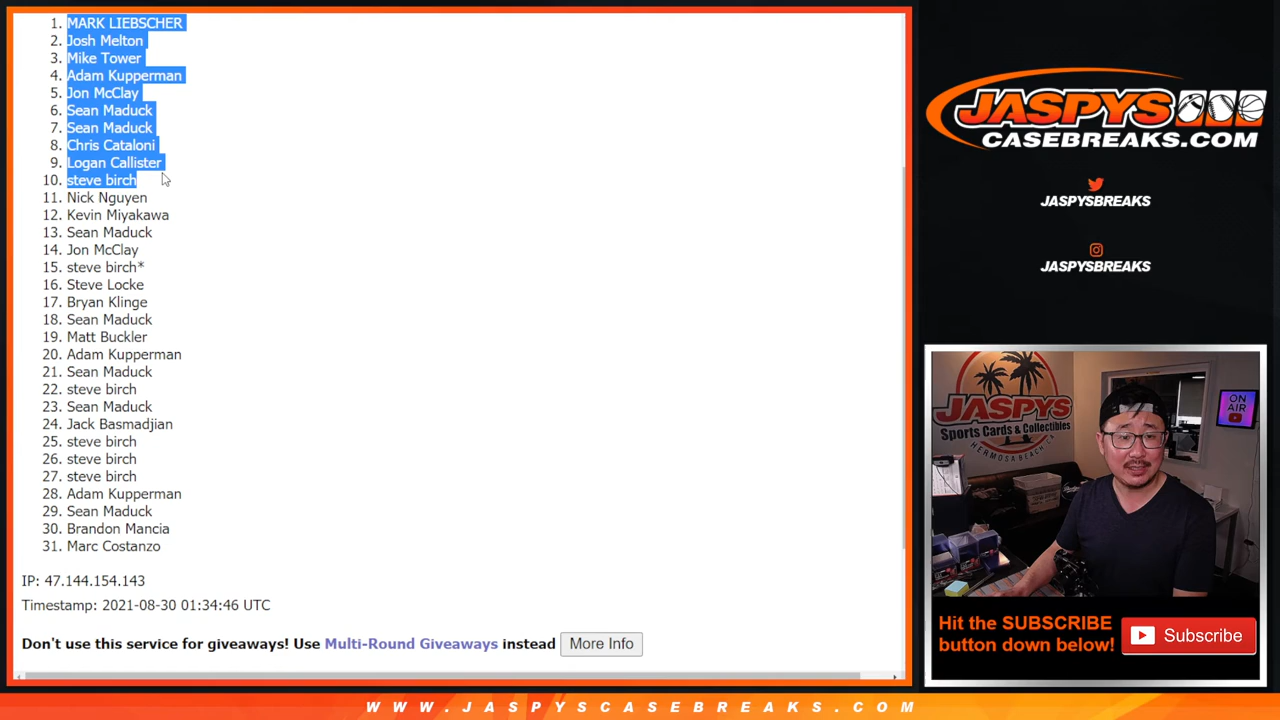 1. MARK LIEBSCHER
2. Josh Melton
3. Mike Tower
4. Adam Kupperman
5. Jon McClay
6. Sean Maduck
7. Sean Maduck
8. Chris Cataloni
9. Logan Callister
10. steve birch
11. Nick Nguyen
12. Kevin Miyakawa
13. Sean Maduck
14. Jon McClay
15. steve birch*
16. Steve Locke
17. Bryan Klinge
18. Sean Maduck
19. Matt Buckler
20. Adam Kupperman
21. Sean Maduck
22. steve birch
23. Sean Maduck
24. Jack Basmadjian
25. steve birch
26. steve birch
27. steve birch
28. Adam Kupperman
29. Sean Maduck
30. Brandon Mancia
31. Marc Costanzo
IP: 47.144.154.143
Timestamp: 2021-08-30 01:34:46 UTC
Don't use this service for giveaways! Use Multi-Round Giveaways instead More Info
JASPYS
CASEBREAKS.COM
JASPYSBREAKS
JASPYSBREAKS
JASPYS
Sports Cards & Collectibles
HERMOSA BEACH, CA
ON
AIR
Hit the SUBSCRIBE
button down below!
Subscribe
WWW.JASPYSCASEBREAKS.COM